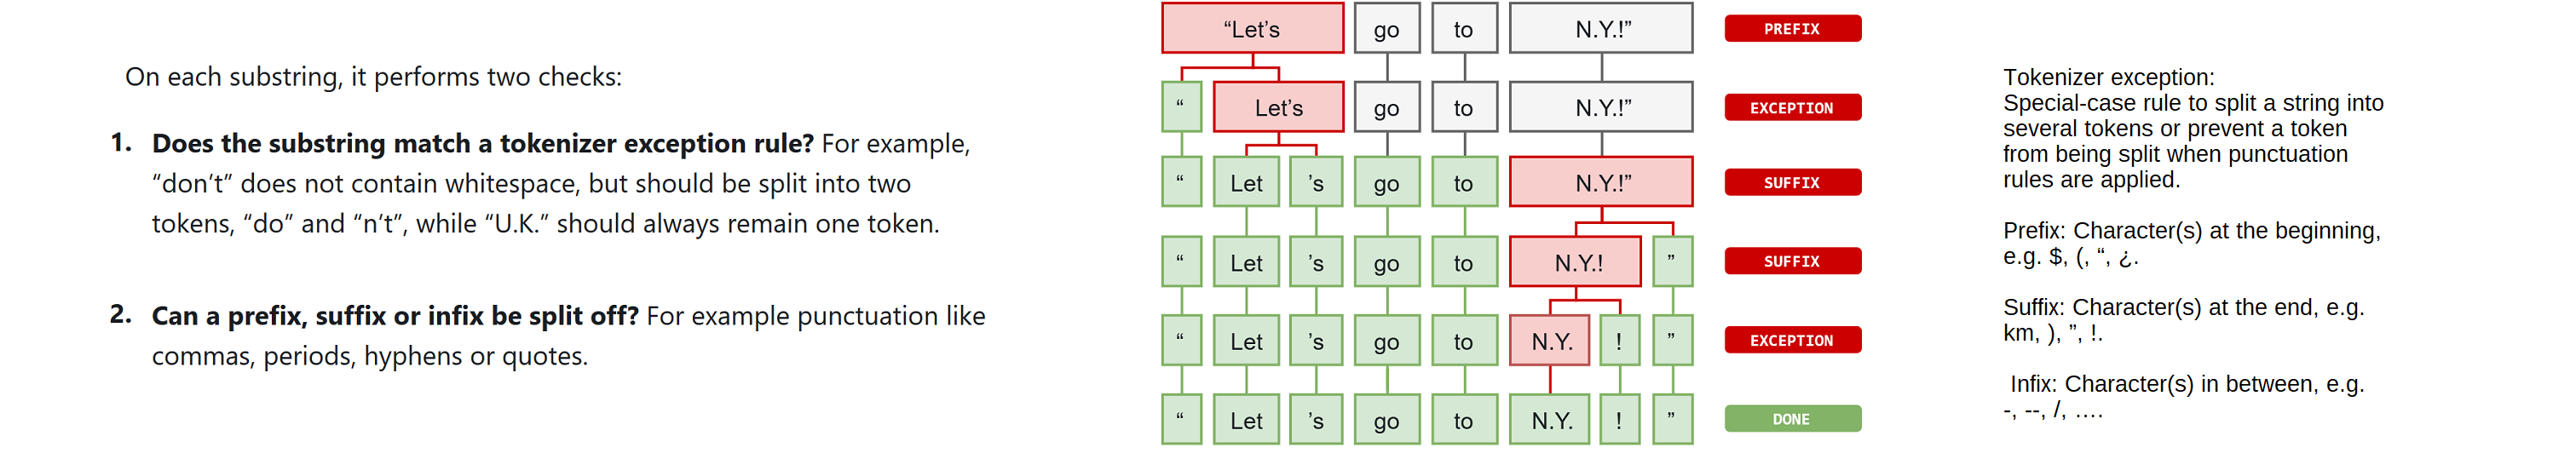 On each substring, it performs two checks:
1. Does the substring match a tokenizer exception rule? For example,
“don’t” does not contain whitespace, but should be split into two
tokens, “do” and “n’t”, while “U.K.” should always remain one token.
2. Can a prefix, suffix or infix be split off? For example punctuation like
commas, periods, hyphens or quotes.
“Let’s go to N.Y.!” PREFIX
“ Let’s go to N.Y.!” EXCEPTION
“ Let ’s go to N.Y.!” SUFFIX
“ Let ’s go to N.Y.! ” SUFFIX
“ Let ’s go to N.Y. ! ” EXCEPTION
“ Let ’s go to N.Y. ! ” DONE
Tokenizer exception:
Special-case rule to split a string into
several tokens or prevent a token
from being split when punctuation
rules are applied.
Prefix: Character(s) at the beginning,
e.g. $, (, “, ¿.
Suffix: Character(s) at the end, e.g.
km, ), ”, !.
Infix: Character(s) in between, e.g.
-, --, /, ….